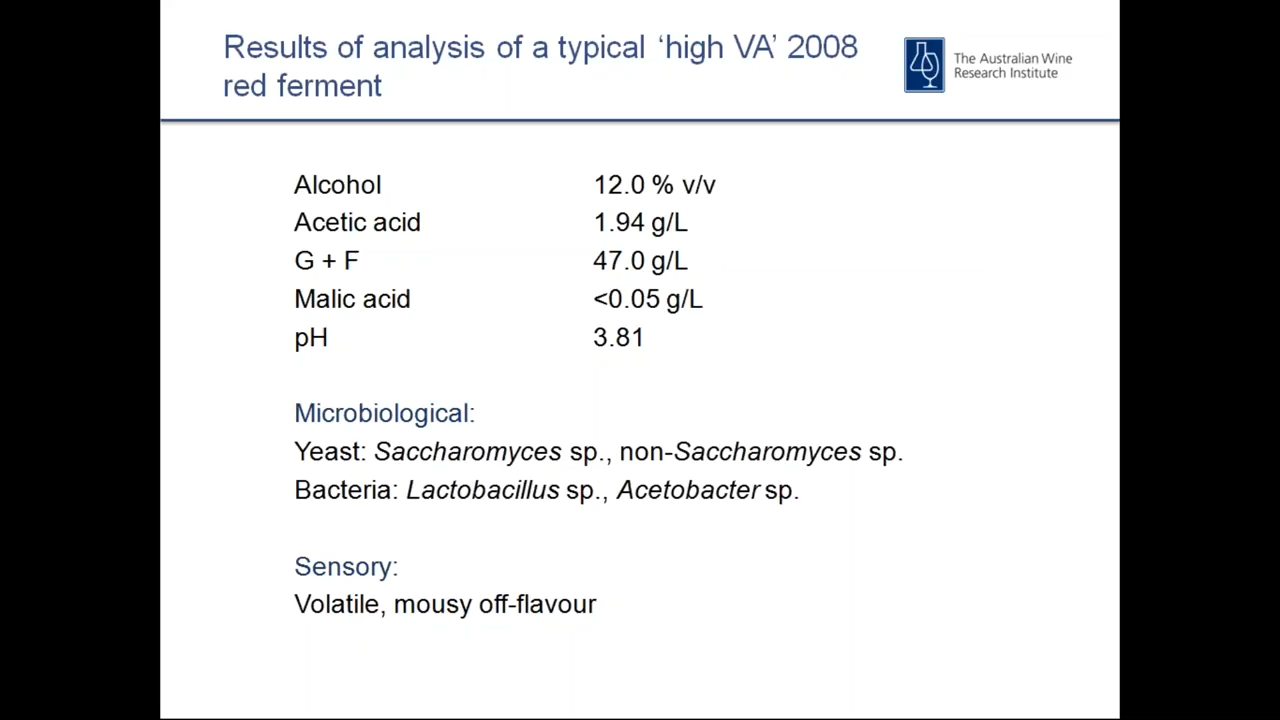 Results of analysis of a typical ‘high VA’ 2008
red ferment
The Australian Wine
Research Institute
Alcohol 12.0 % v/v
Acetic acid 1.94 g/L
G + F 47.0 g/L
Malic acid <0.05 g/L
pH 3.81
Microbiological:
Yeast: Saccharomyces sp., non-Saccharomyces sp.
Bacteria: Lactobacillus sp., Acetobacter sp.
Sensory:
Volatile, mousy off-flavour